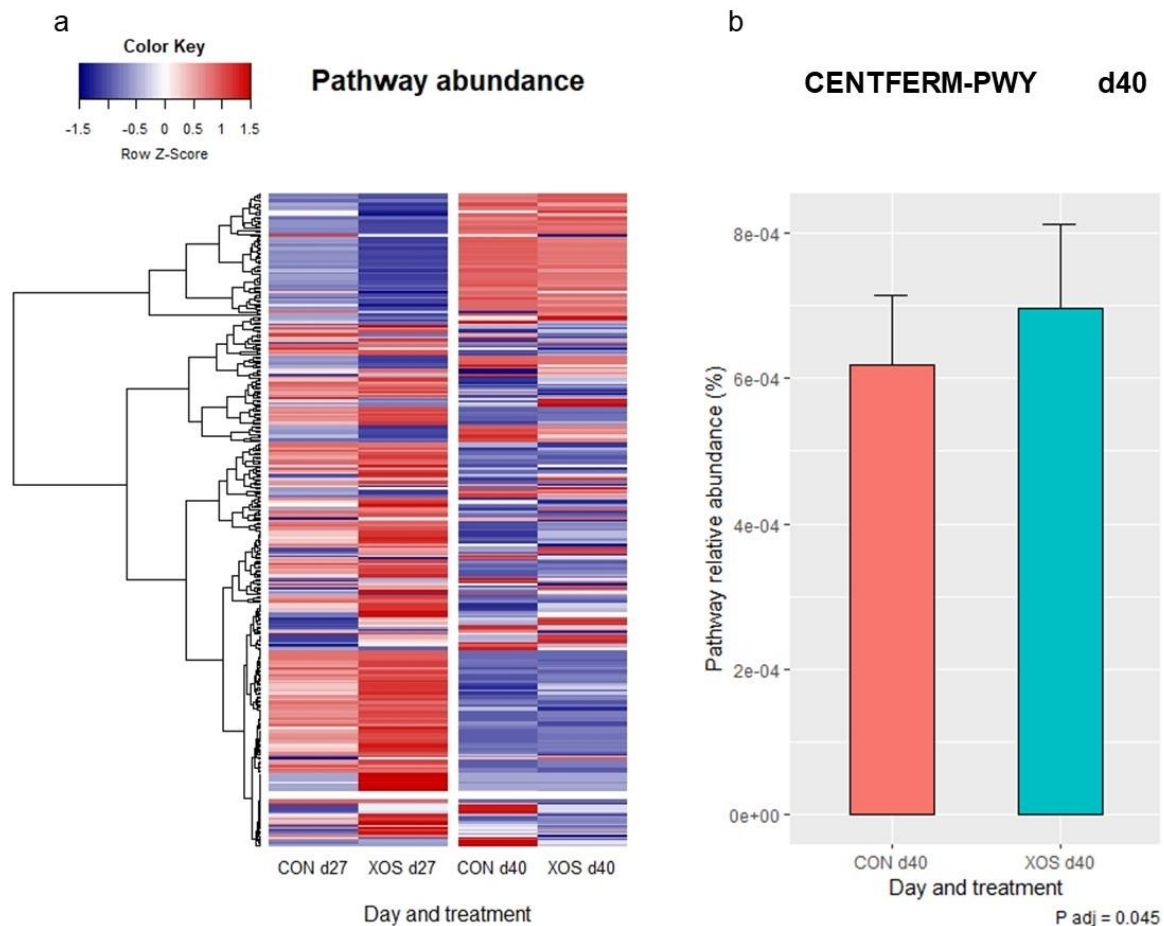 a
Color Key
-1.5 -0.5 0 0.5 1 1.5
Row Z-Score
Pathway abundance
CON d27 XOS d27 CON d40 XOS d40
Day and treatment
b
CENTFERM-PWY d40
Pathway relative abundance (%)
8e-04
6e-04
4e-04
2e-04
0e+00
CON d40 XOS d40
Day and treatment
P adj = 0.045